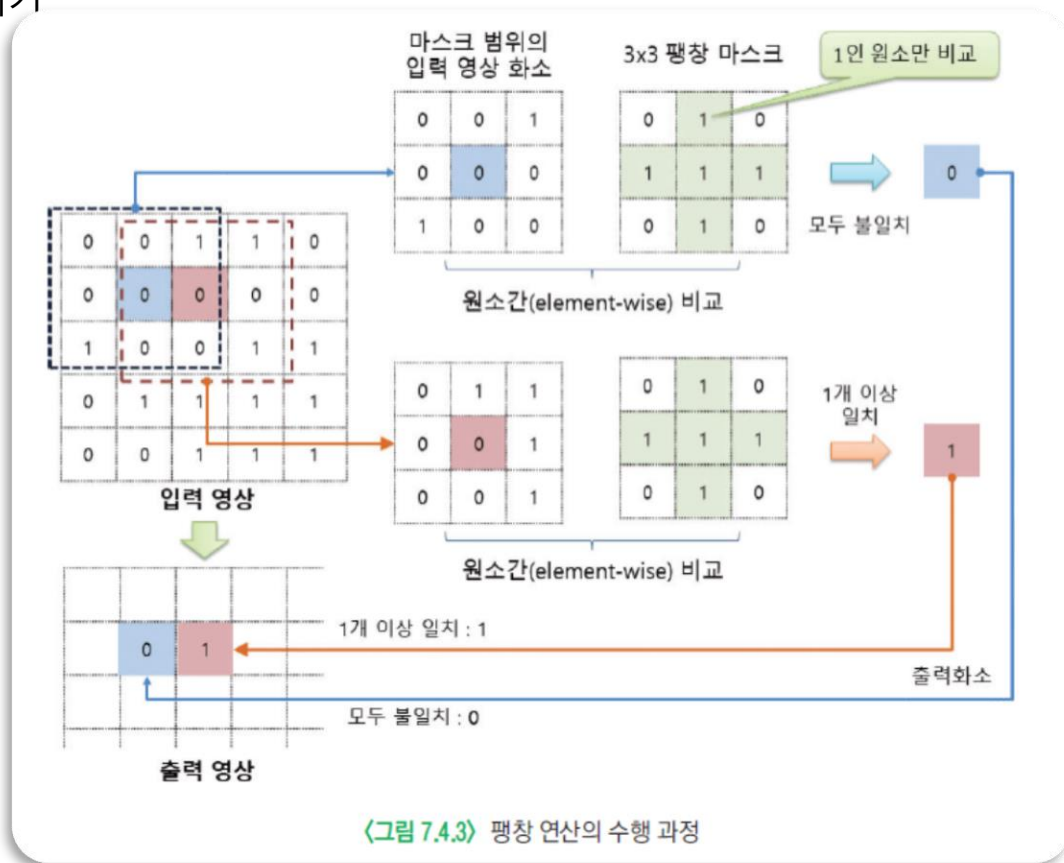 마스크 범위의
입력 영상 화소
3x3 팽창 마스크
1인 원소만 비교
0 0 1
0 0 0
1 0 0
0 1 0
1 1 1
0 1 0
모두 불일치
0
원소간(element-wise) 비교
0 0 1 1 0
0 0 0 0 0
1 0 0 1 1
0 1 1 1 1
0 0 1 1 1
입력 영상
0 1 1
0 0 1
0 0 1
0 1 0
1 1 1
0 1 0
1개 이상
일치
1
원소간(element-wise) 비교
0 1
1개 이상 일치 : 1
출력화소
모두 불일치 : 0
출력 영상
〈그림 7.4.3〉 팽창 연산의 수행 과정